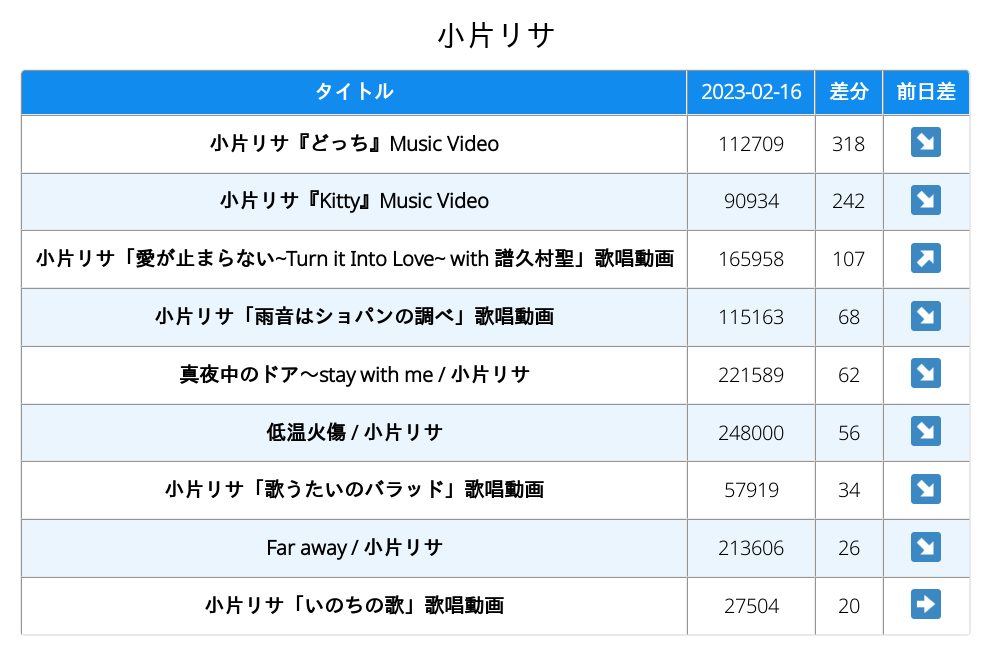 小片リサ
タイトル 2023-02-16 差分 前日差
小片リサ『どっち』Music Video 112709 318 ↘
小片リサ『Kitty』Music Video 90934 242 ↘
小片リサ「愛が止まらない~Turn it Into Love~ with 譜久村聖」歌唱動画 165958 107 ↗
小片リサ「雨音はショパンの調べ」歌唱動画 115163 68 ↘
真夜中のドア〜stay with me / 小片リサ 221589 62 ↘
低温火傷 / 小片リサ 248000 56 ↘
小片リサ「歌うたいのバラッド」歌唱動画 57919 34 ↘
Far away / 小片リサ 213606 26 ↘
小片リサ「いのちの歌」歌唱動画 27504 20 ➡